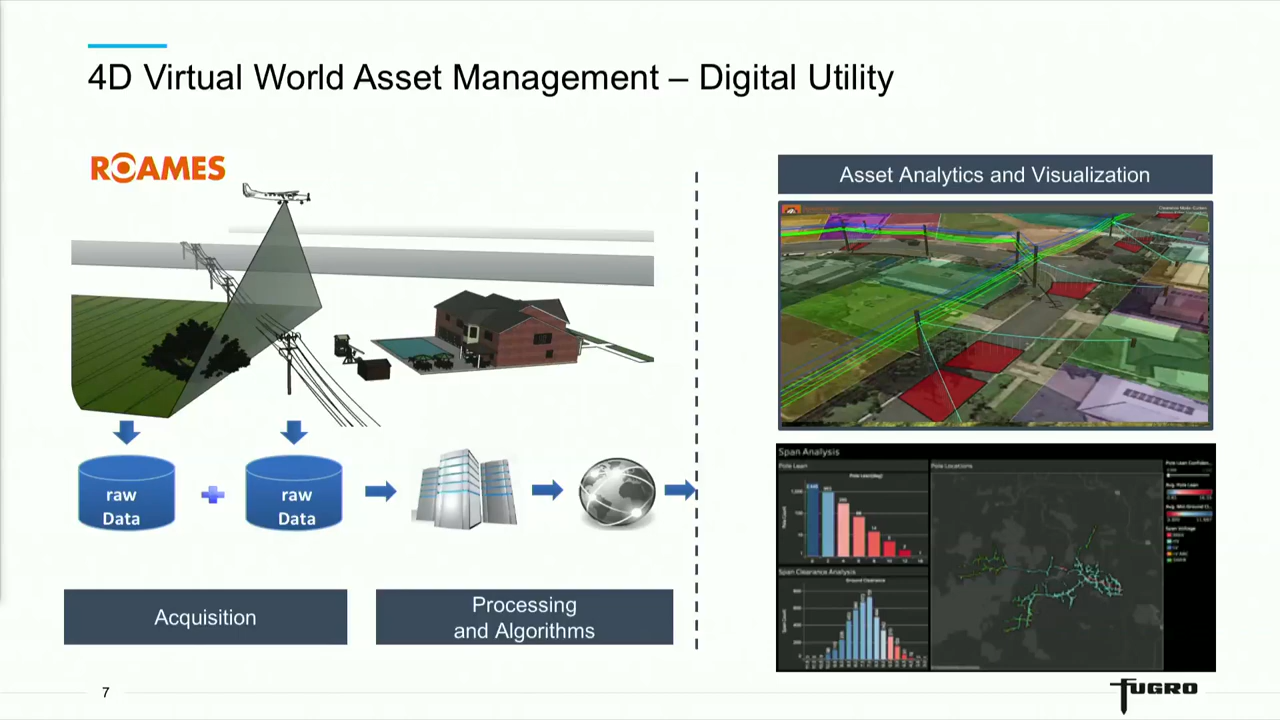 4D Virtual World Asset Management – Digital Utility
ROAMES
Asset Analytics and Visualization
raw
Data
raw
Data
Acquisition
Processing
and Algorithms
Span Analysis
Pole Lean
Pole Locations
Span Clearance Analysis
Ground Clearance
Span Voltage
7
FUGRO